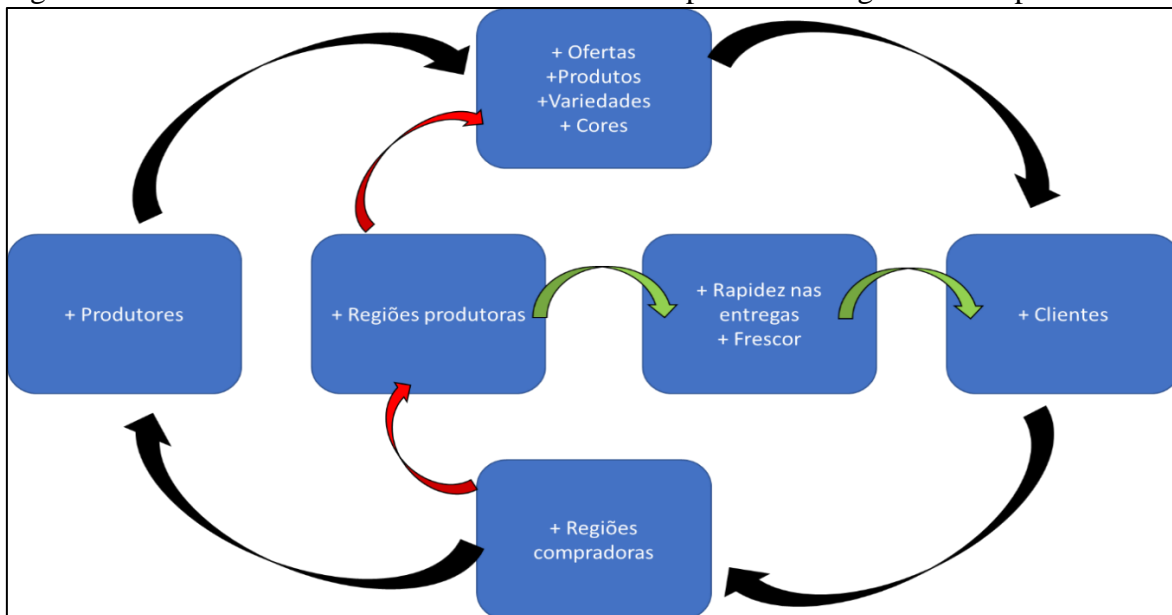 + Ofertas
+Produtos
+Variedades
+ Cores
+ Produtores
+ Regiões produtoras
+ Rapidez nas
entregas
+ Frescor
+ Clientes
+ Regiões
compradoras